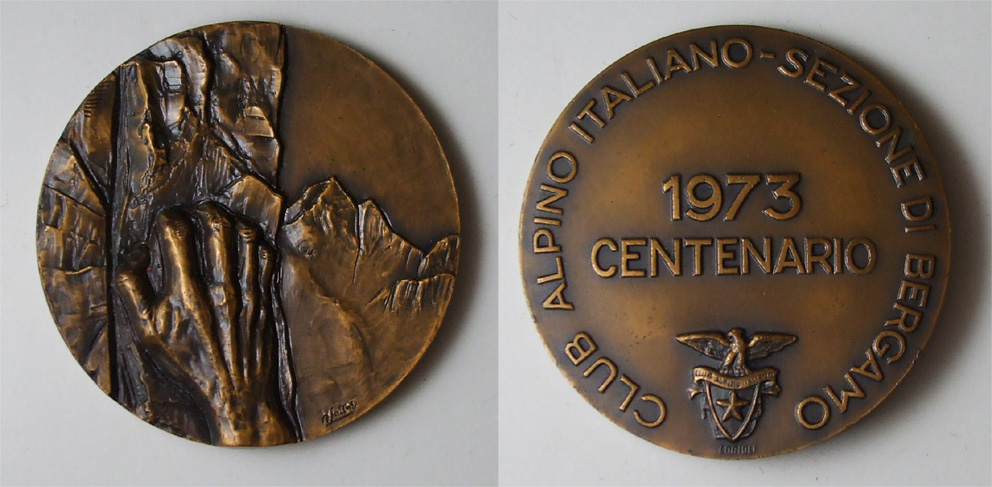 CLUB ALPINO ITALIANO - SEZIONE DI BERGAMO
1973
CENTENARIO